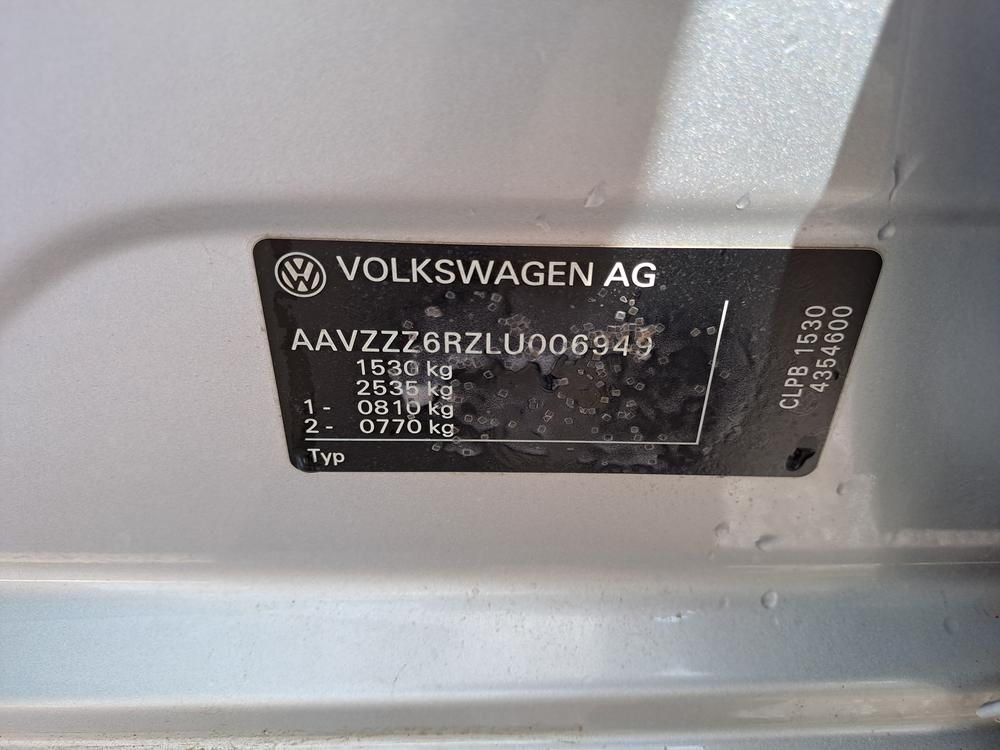 VOLKSWAGEN AG
AAVZZZ6RZLU006949
1530 kg
2535 kg
1 - 0810 kg
2 - 0770 kg
Typ
CLPB 1530
4354600